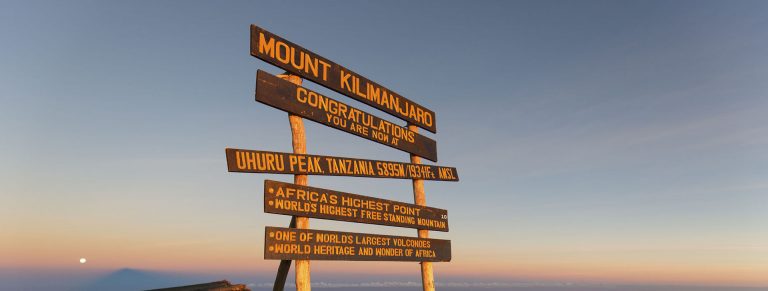 MOUNT KILIMANJARO
CONGRATULATIONS
YOU ARE NOW AT
UHURU PEAK, TANZANIA 5895M/19341Ft AMSL
• AFRICA'S HIGHEST POINT
• WORLD'S HIGHEST FREE STANDING MOUNTAIN
• ONE OF WORLD'S LARGEST VOLCONOES
• WORLD HERITAGE AND WONDER OF AFRICA